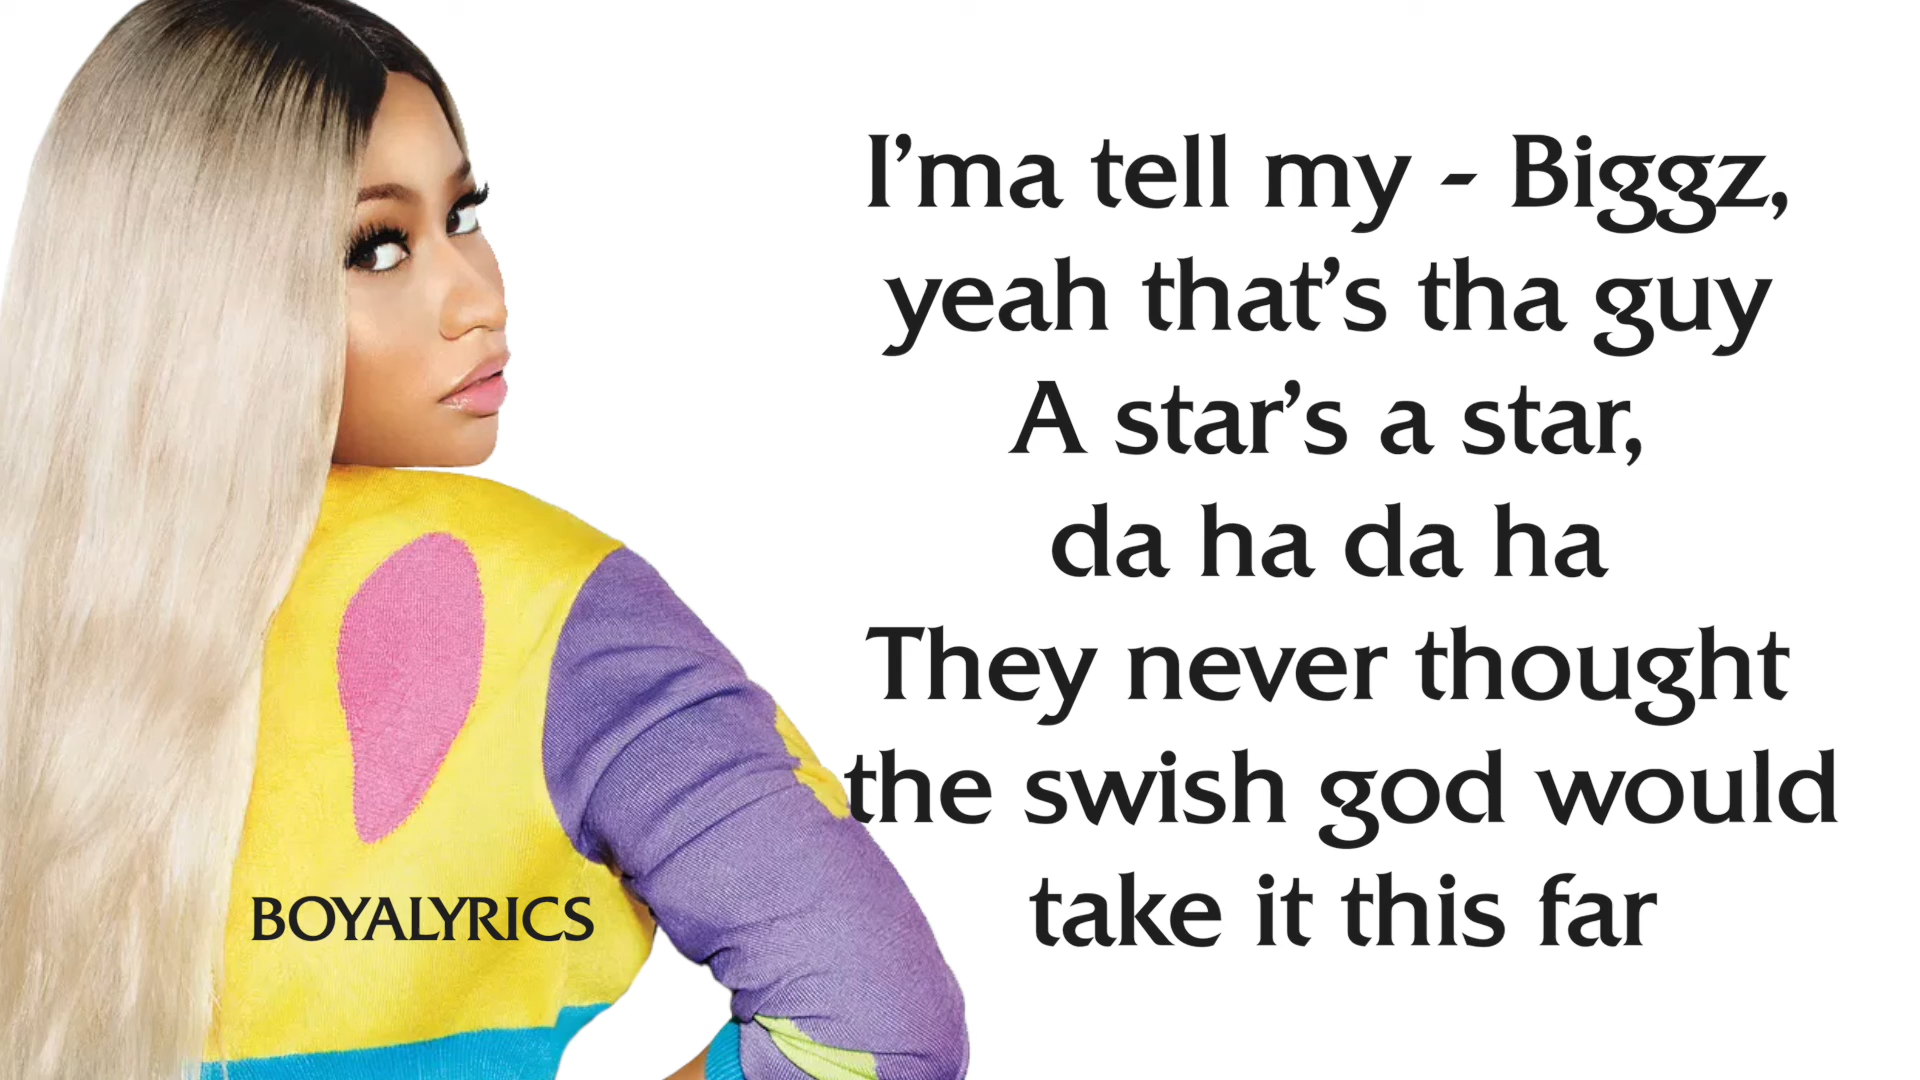 I'ma tell my - Biggz,
yeah that's tha guy
A star's a star,
da ha da ha
They never thought
the swish god would
take it this far
BOYALYRICS